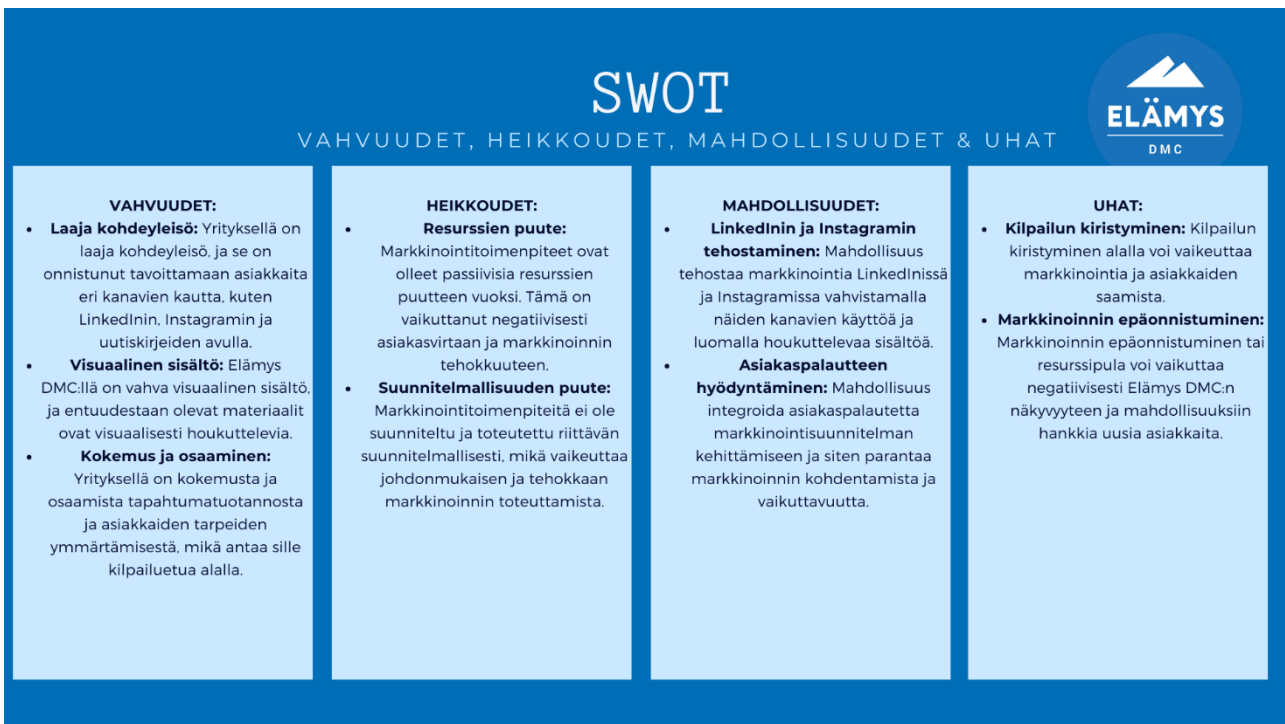 SWOT
VAHVUUDET, HEIKKOUDET, MAHDOLLISUUDET & UHAT
ELÄMYS
DMC
VAHVUUDET:
• Laaja kohdeyleisö: Yrityksellä on
laaja kohdeyleisö, ja se on
onnistunut tavoittamaan asiakkaita
eri kanavien kautta, kuten
LinkedInin, Instagramin ja
uutiskirjeiden avulla.
• Visuaalinen sisältö: Elämys
DMC:llä on vahva visuaalinen sisältö,
ja entuudestaan olevat materiaalit
ovat visuaalisesti houkuttelevia.
• Kokemus ja osaaminen:
Yrityksellä on kokemusta ja
osaamista tapahtumatuotannosta
ja asiakkaiden tarpeiden
ymmärtämisestä, mikä antaa sille
kilpailuetua alalla.
HEIKKOUDET:
• Resurssien puute:
Markkinointitoimenpiteet ovat
olleet passiivisia resurssien
puutteen vuoksi. Tämä on
vaikuttanut negatiivisesti
asiakasvirtaan ja markkinoinnin
tehokkuuteen.
• Suunnitelmallisuuden puute:
Markkinointitoimenpiteitä ei ole
suunniteltu ja toteutettu riittävän
suunnitelmallisesti, mikä vaikeuttaa
johdonmukaisen ja tehokkaan
markkinoinnin toteuttamista.
MAHDOLLISUUDET:
• LinkedInin ja Instagramin
tehostaminen: Mahdollisuus
tehostaa markkinointia LinkedInissä
ja Instagramissa vahvistamalla
näiden kanavien käyttöä ja
luomalla houkuttelevaa sisältöä.
• Asiakaspalautteen
hyödyntäminen: Mahdollisuus
integroida asiakaspalautetta
markkinointisuunnitelman
kehittämiseen ja siten parantaa
markkinoinnin kohdentamista ja
vaikuttavuutta.
UHAT:
• Kilpailun kiristyminen: Kilpailun
kiristyminen alalla voi vaikeuttaa
markkinointia ja asiakkaiden
saamista.
• Markkinoinnin epäonnistuminen:
Markkinoinnin epäonnistuminen tai
resurssipula voi vaikuttaa
negatiivisesti Elämys DMC:n
näkyvyyteen ja mahdollisuuksiin
hankkia uusia asiakkaita.